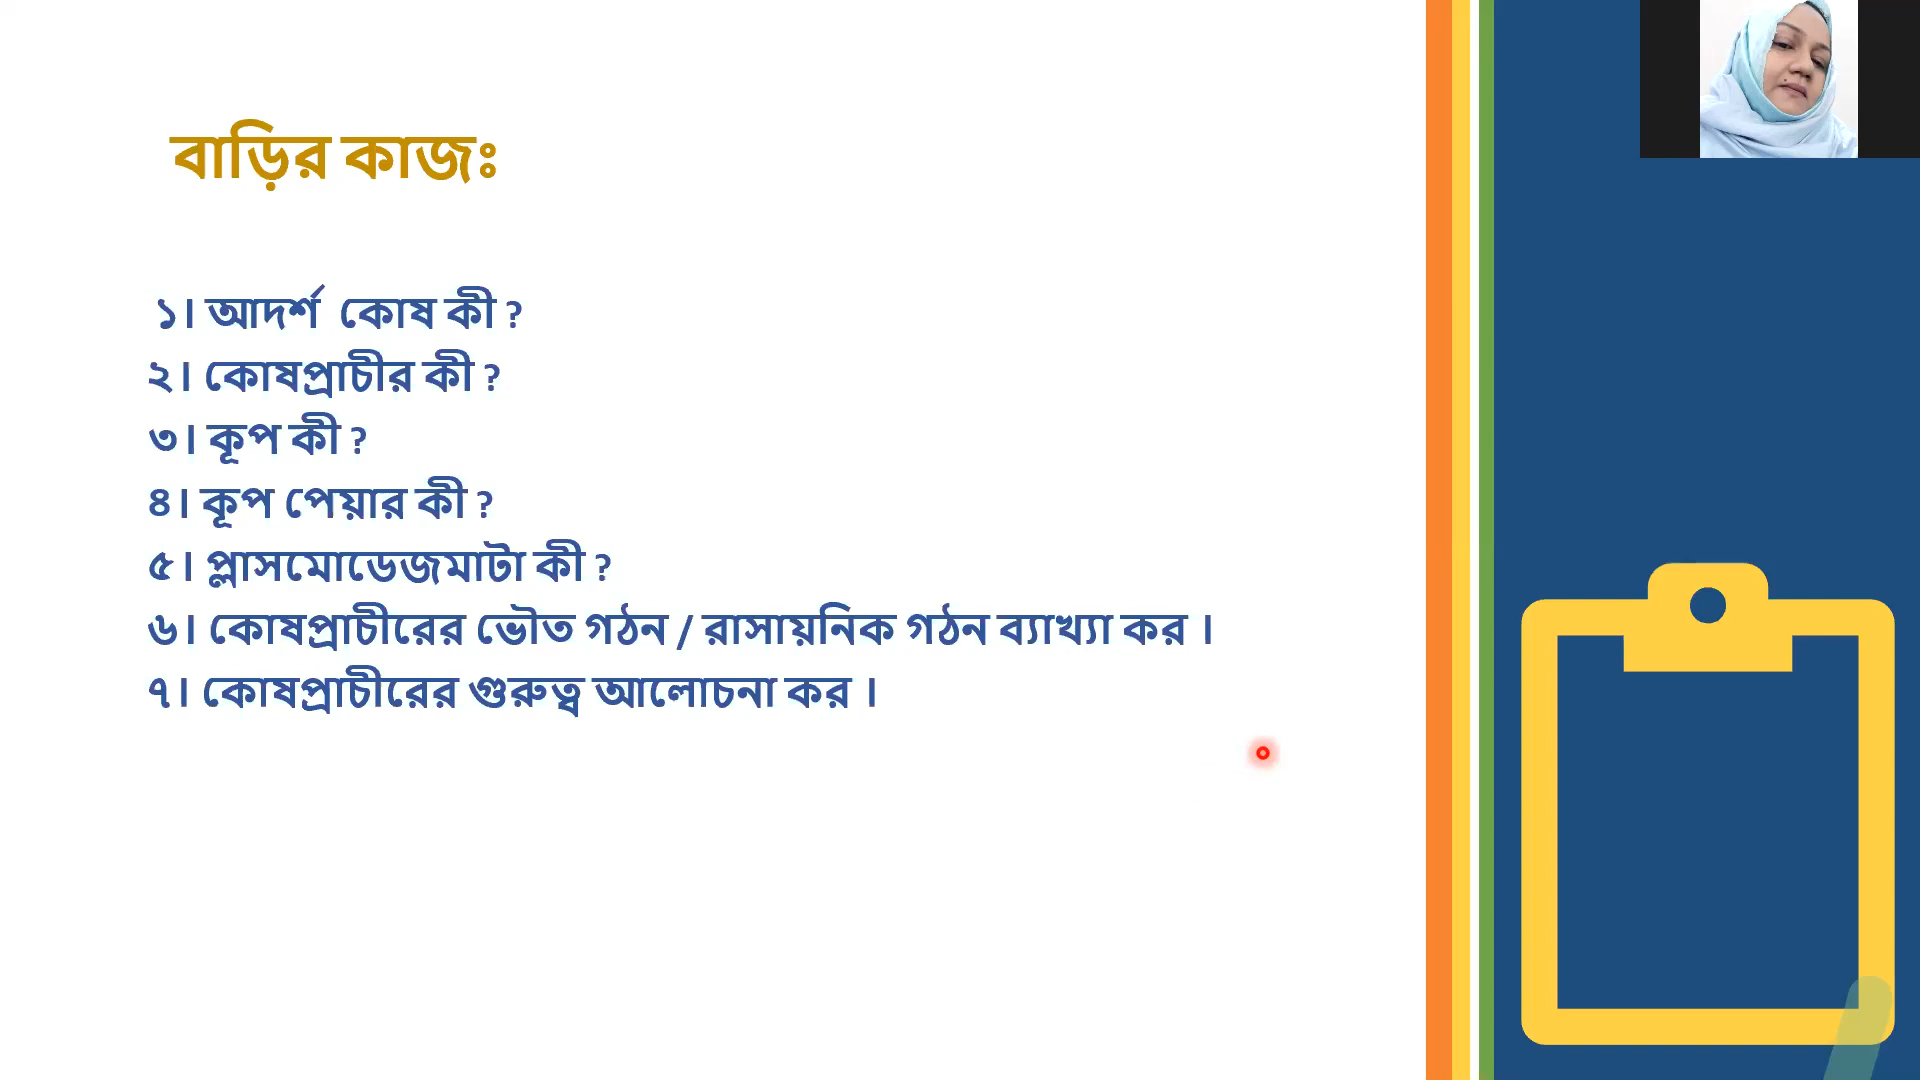 বাড়ির কাজঃ
১। আদর্শ কোষ কী ?
২। কোষপ্রাচীর কী ?
৩। কূপ কী ?
৪। কূপ পেয়ার কী ?
৫। প্লাসমোডেজমাটা কী ?
৬। কোষপ্রাচীরের ভৌত গঠন / রাসায়নিক গঠন ব্যাখ্যা কর ।
৭। কোষপ্রাচীরের গুরুত্ব আলোচনা কর ।